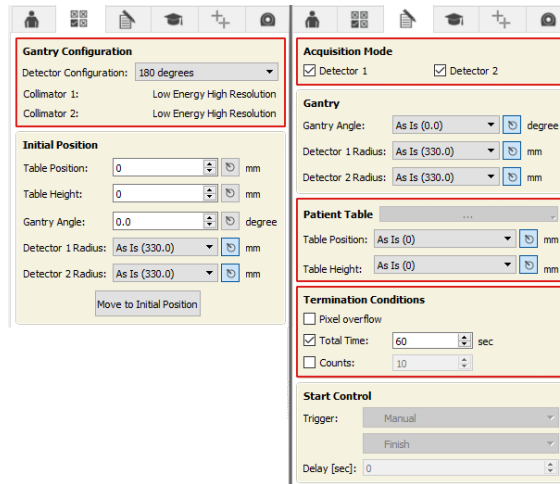 Gantry Configuration
Detector Configuration: 180 degrees
Collimator 1: Low Energy High Resolution
Collimator 2: Low Energy High Resolution
Initial Position
Table Position: 0 mm
Table Height: 0 mm
Gantry Angle: 0.0 degree
Detector 1 Radius: As Is (330.0) mm
Detector 2 Radius: As Is (330.0) mm
Move to Initial Position
Acquisition Mode
Detector 1 Detector 2
Gantry
Gantry Angle: As Is (0.0) degree
Detector 1 Radius: As Is (330.0) mm
Detector 2 Radius: As Is (330.0) mm
Patient Table ...
Table Position: As Is (0) mm
Table Height: As Is (0) mm
Termination Conditions
Pixel overflow
Total Time: 60 sec
Counts: 10
Start Control
Trigger: Manual
Finish
Delay [sec]: 0